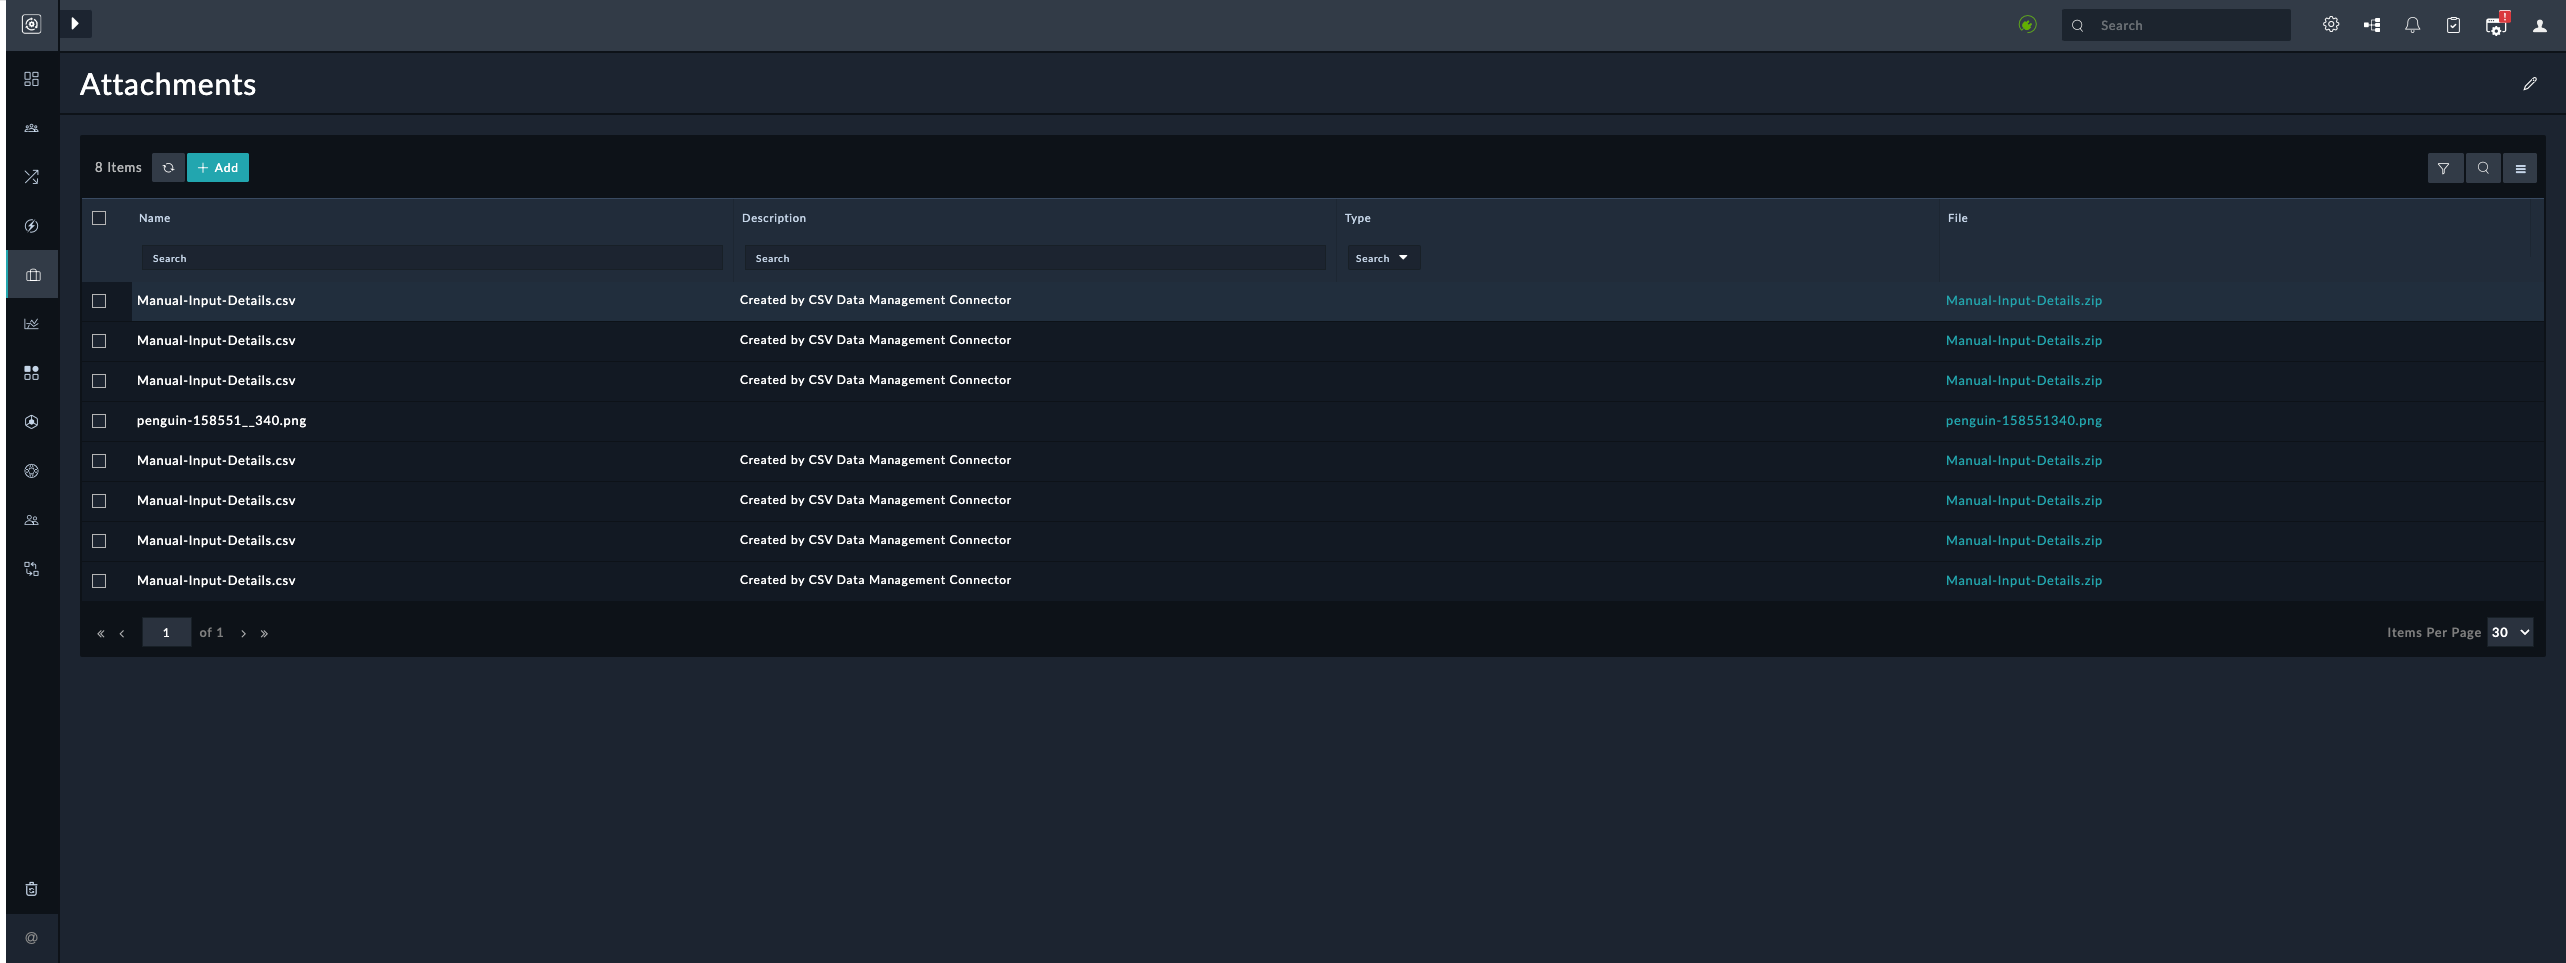 Search
!
Attachments
8 Items
+ Add
Name Description Type File
Search Search Search
Manual-Input-Details.csv Created by CSV Data Management Connector Manual-Input-Details.zip
Manual-Input-Details.csv Created by CSV Data Management Connector Manual-Input-Details.zip
Manual-Input-Details.csv Created by CSV Data Management Connector Manual-Input-Details.zip
penguin-158551__340.png penguin-158551340.png
Manual-Input-Details.csv Created by CSV Data Management Connector Manual-Input-Details.zip
Manual-Input-Details.csv Created by CSV Data Management Connector Manual-Input-Details.zip
Manual-Input-Details.csv Created by CSV Data Management Connector Manual-Input-Details.zip
Manual-Input-Details.csv Created by CSV Data Management Connector Manual-Input-Details.zip
« ‹ 1 of 1 › » Items Per Page 30
@